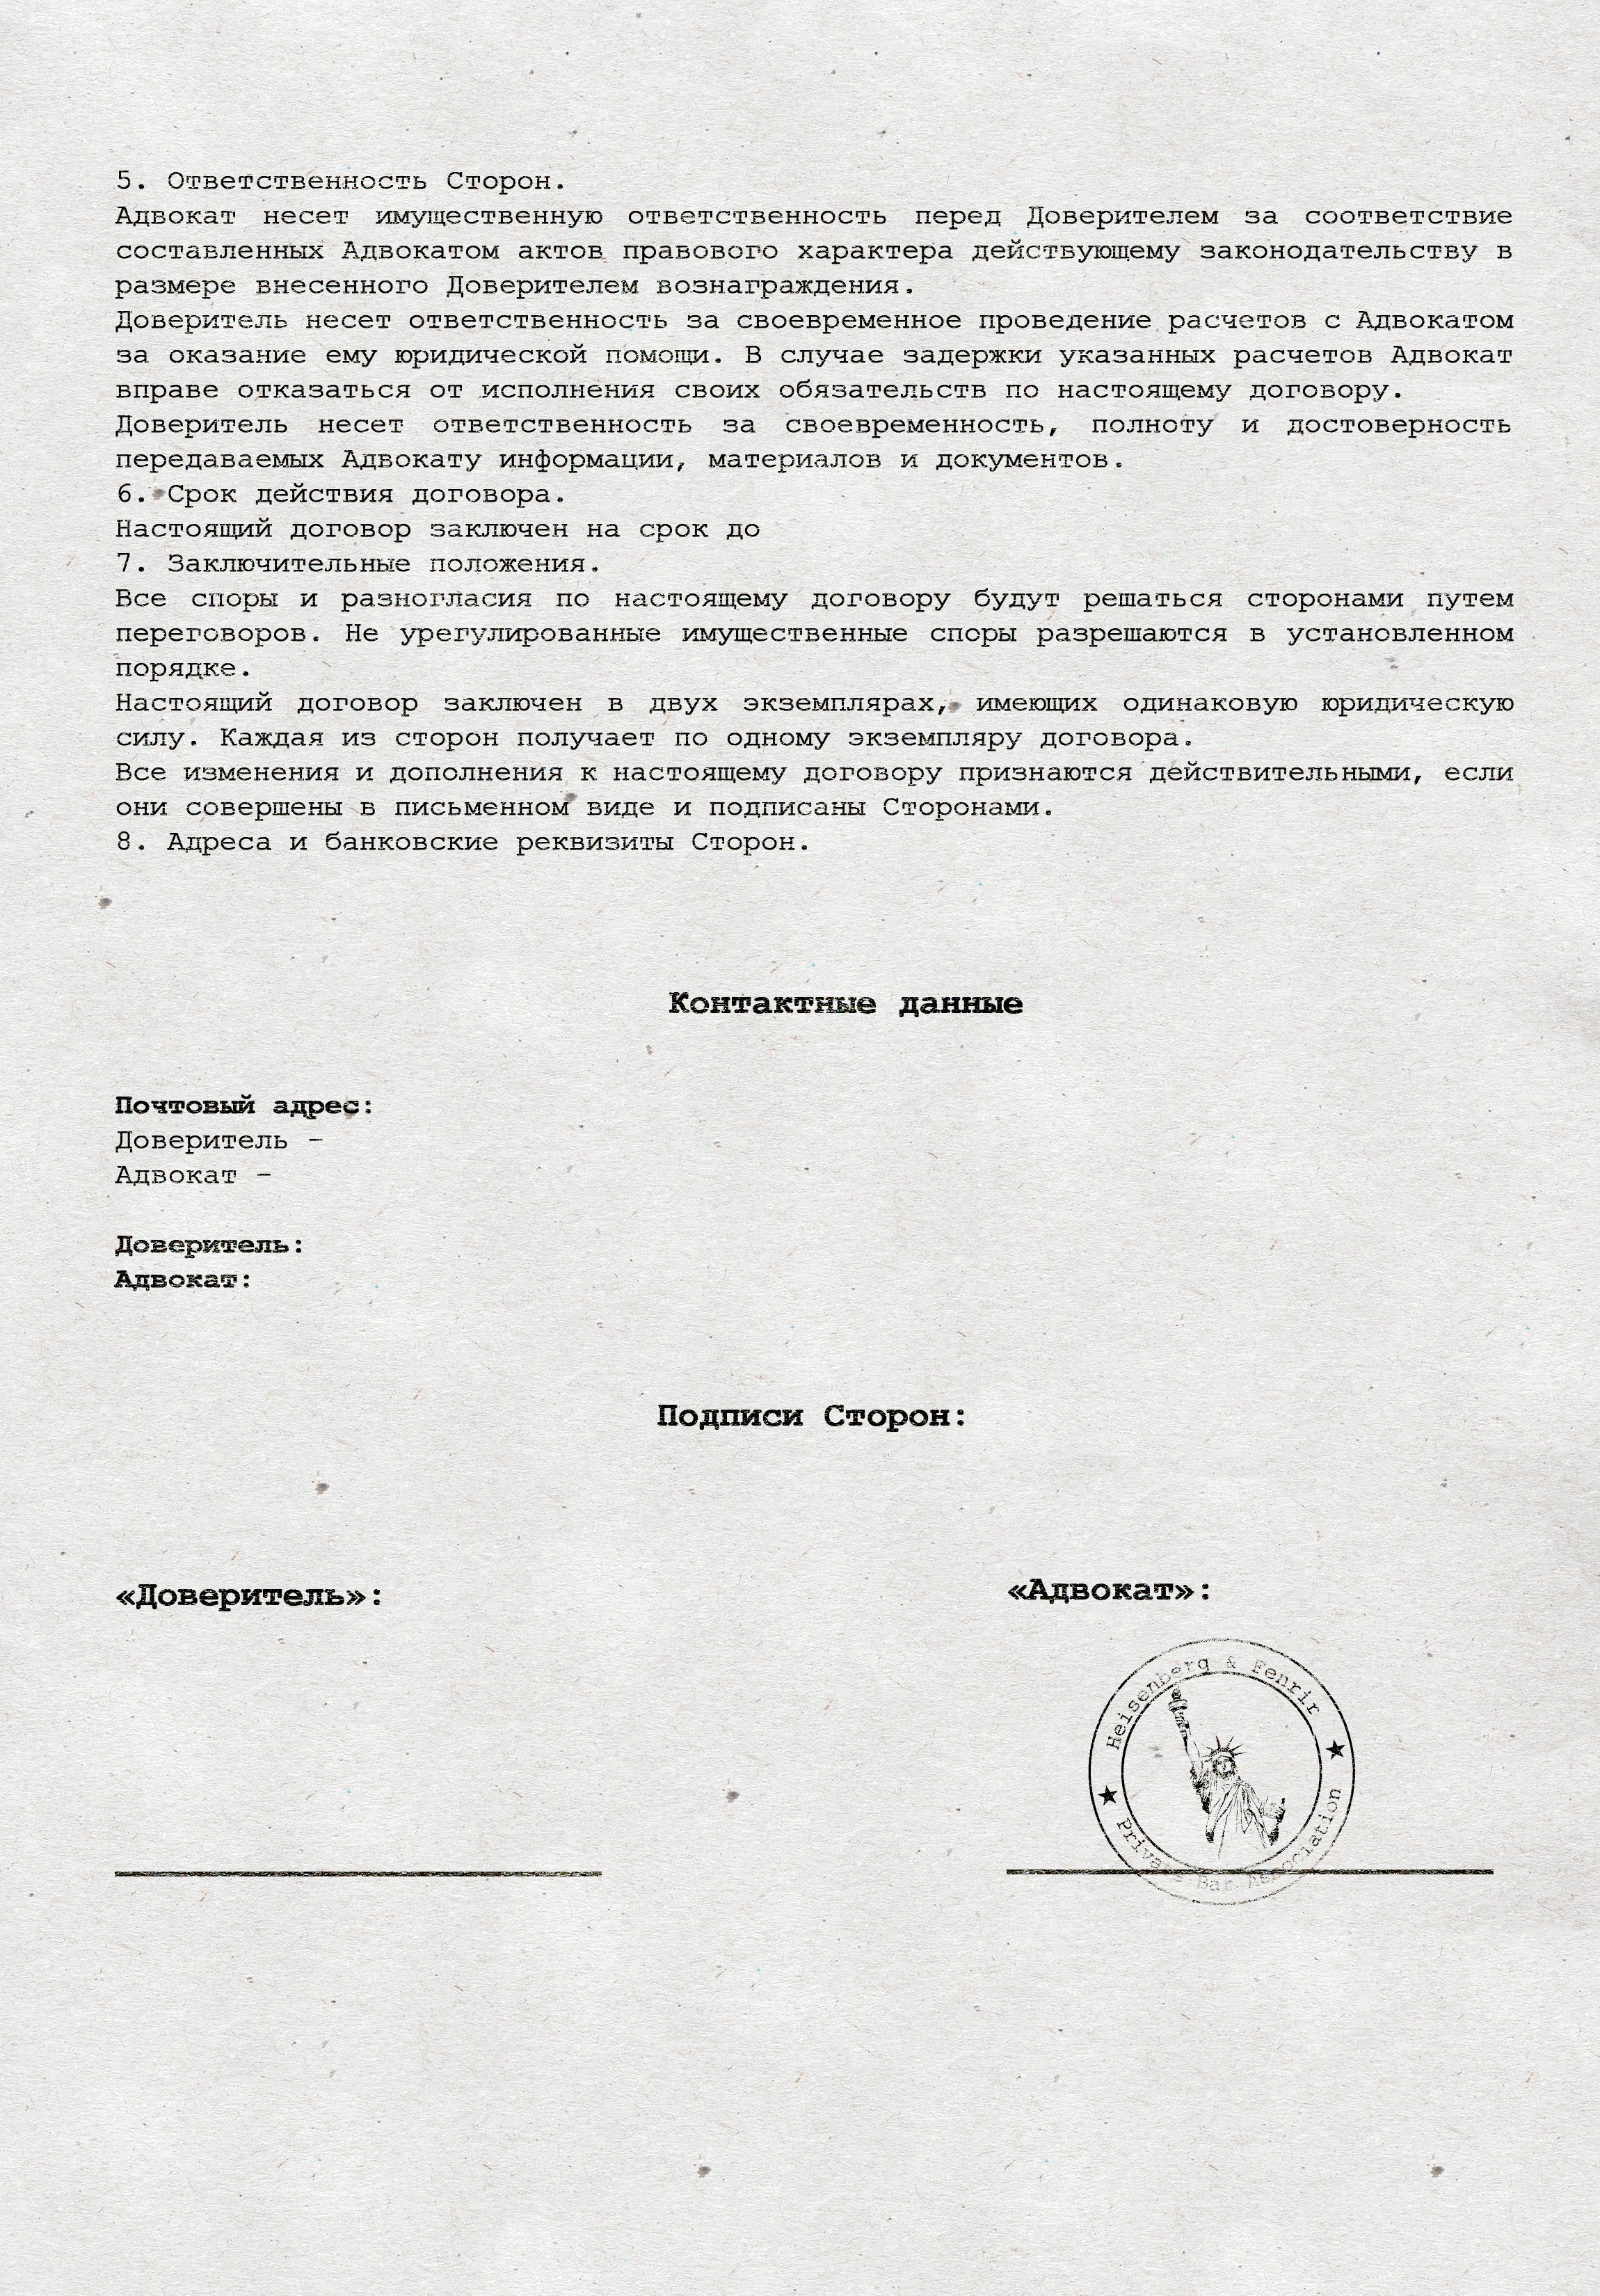 5. Ответственность Сторон.
Адвокат несет имущественную ответственность перед Доверителем за соответствие
составленных Адвокатом актов правового характера действующему законодательству в
размере внесенного Доверителем вознаграждения.
Доверитель несет ответственность за своевременное проведение расчетов с Адвокатом
за оказание ему юридической помощи. В случае задержки указанных расчетов Адвокат
вправе отказаться от исполнения своих обязательств по настоящему договору.
Доверитель несет ответственность за своевременность, полноту и достоверность
передаваемых Адвокату информации, материалов и документов.
6. Срок действия договора.
Настоящий договор заключен на срок до
7. Заключительные положения.
Все споры и разногласия по настоящему договору будут решаться сторонами путем
переговоров. Не урегулированные имущественные споры разрешаются в установленном
порядке.
Настоящий договор заключен в двух экземплярах, имеющих одинаковую юридическую
силу. Каждая из сторон получает по одному экземпляру договора.
Все изменения и дополнения к настоящему договору признаются действительными, если
они совершены в письменном виде и подписаны Сторонами.
8. Адреса и банковские реквизиты Сторон.
Контактные данные
Почтовый адрес:
Доверитель –
Адвокат –
Доверитель:
Адвокат:
Подписи Сторон:
«Доверитель»:
«Адвокат»:
Heisenberg & Fenrir
Private Bar Association